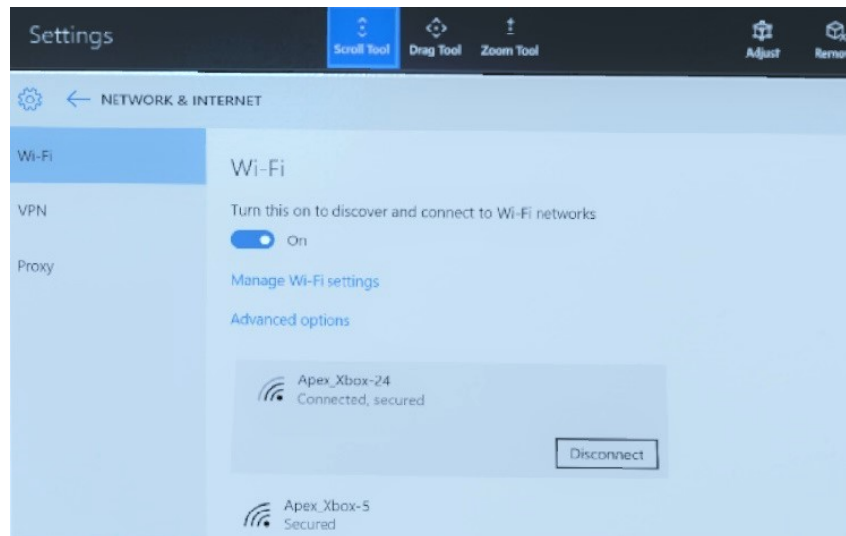 Settings
Scroll Tool
Drag Tool
Zoom Tool
Adjust
NETWORK & INTERNET
Wi-Fi
VPN
Proxy
Wi-Fi
Turn this on to discover and connect to Wi-Fi networks
On
Manage Wi-Fi settings
Advanced options
Apex_Xbox-24
Connected, secured
Disconnect
Apex_Xbox-5
Secured